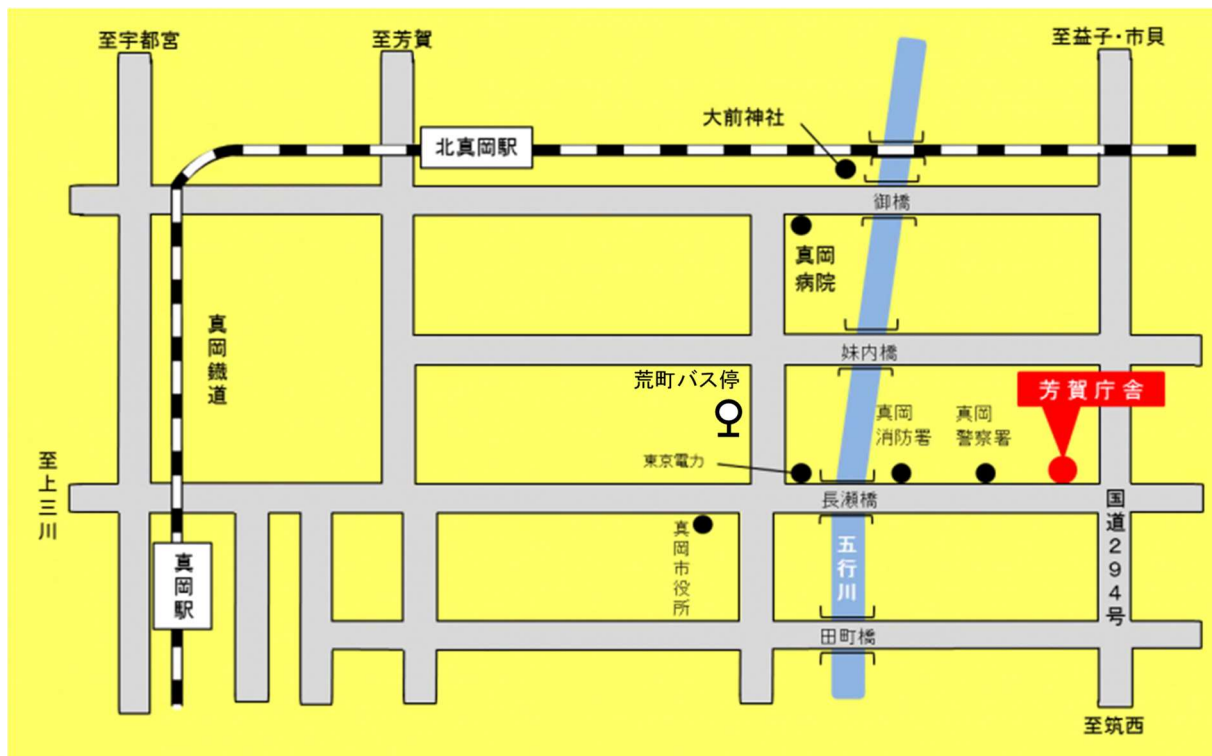 至宇都宮
至芳賀
至益子・市貝
大前神社
北真岡駅
御橋
真岡
病院
真岡鐵道
妹内橋
荒町バス停
芳賀庁舎
真岡
消防署
真岡
警察署
東京電力
至上三川
長瀬橋
国道294号
真岡市役所
五行川
真岡駅
田町橋
至筑西